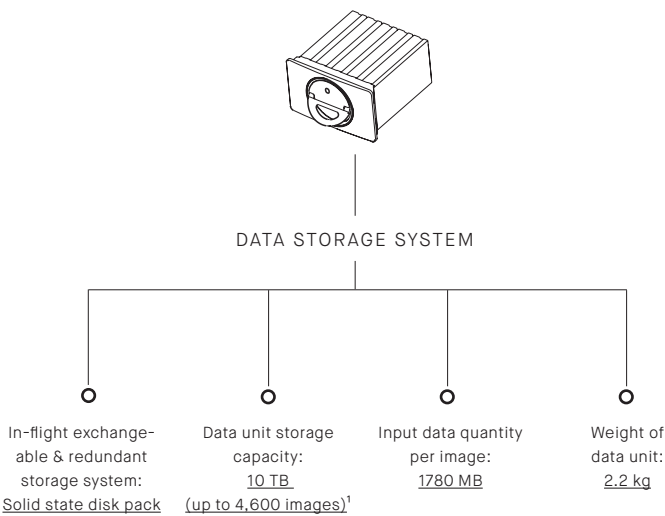 DATA STORAGE SYSTEM
In-flight exchange-
able & redundant
storage system:
Solid state disk pack
Data unit storage
capacity:
10 TB
(up to 4,600 images)¹
Input data quantity
per image:
1780 MB
Weight of
data unit:
2.2 kg